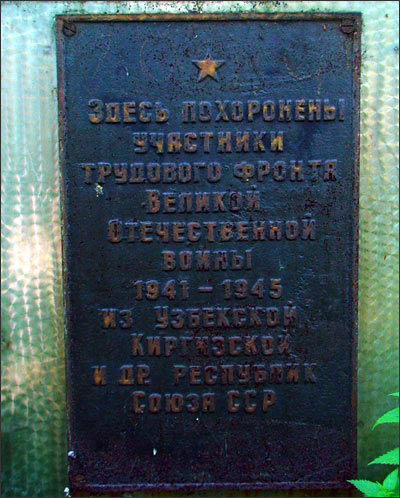 Здесь похоронены
участники
трудового фронта
Великой
Отечественной
войны
1941 – 1945
Из Узбекской
Киргизской
и др республик
Союза ССР